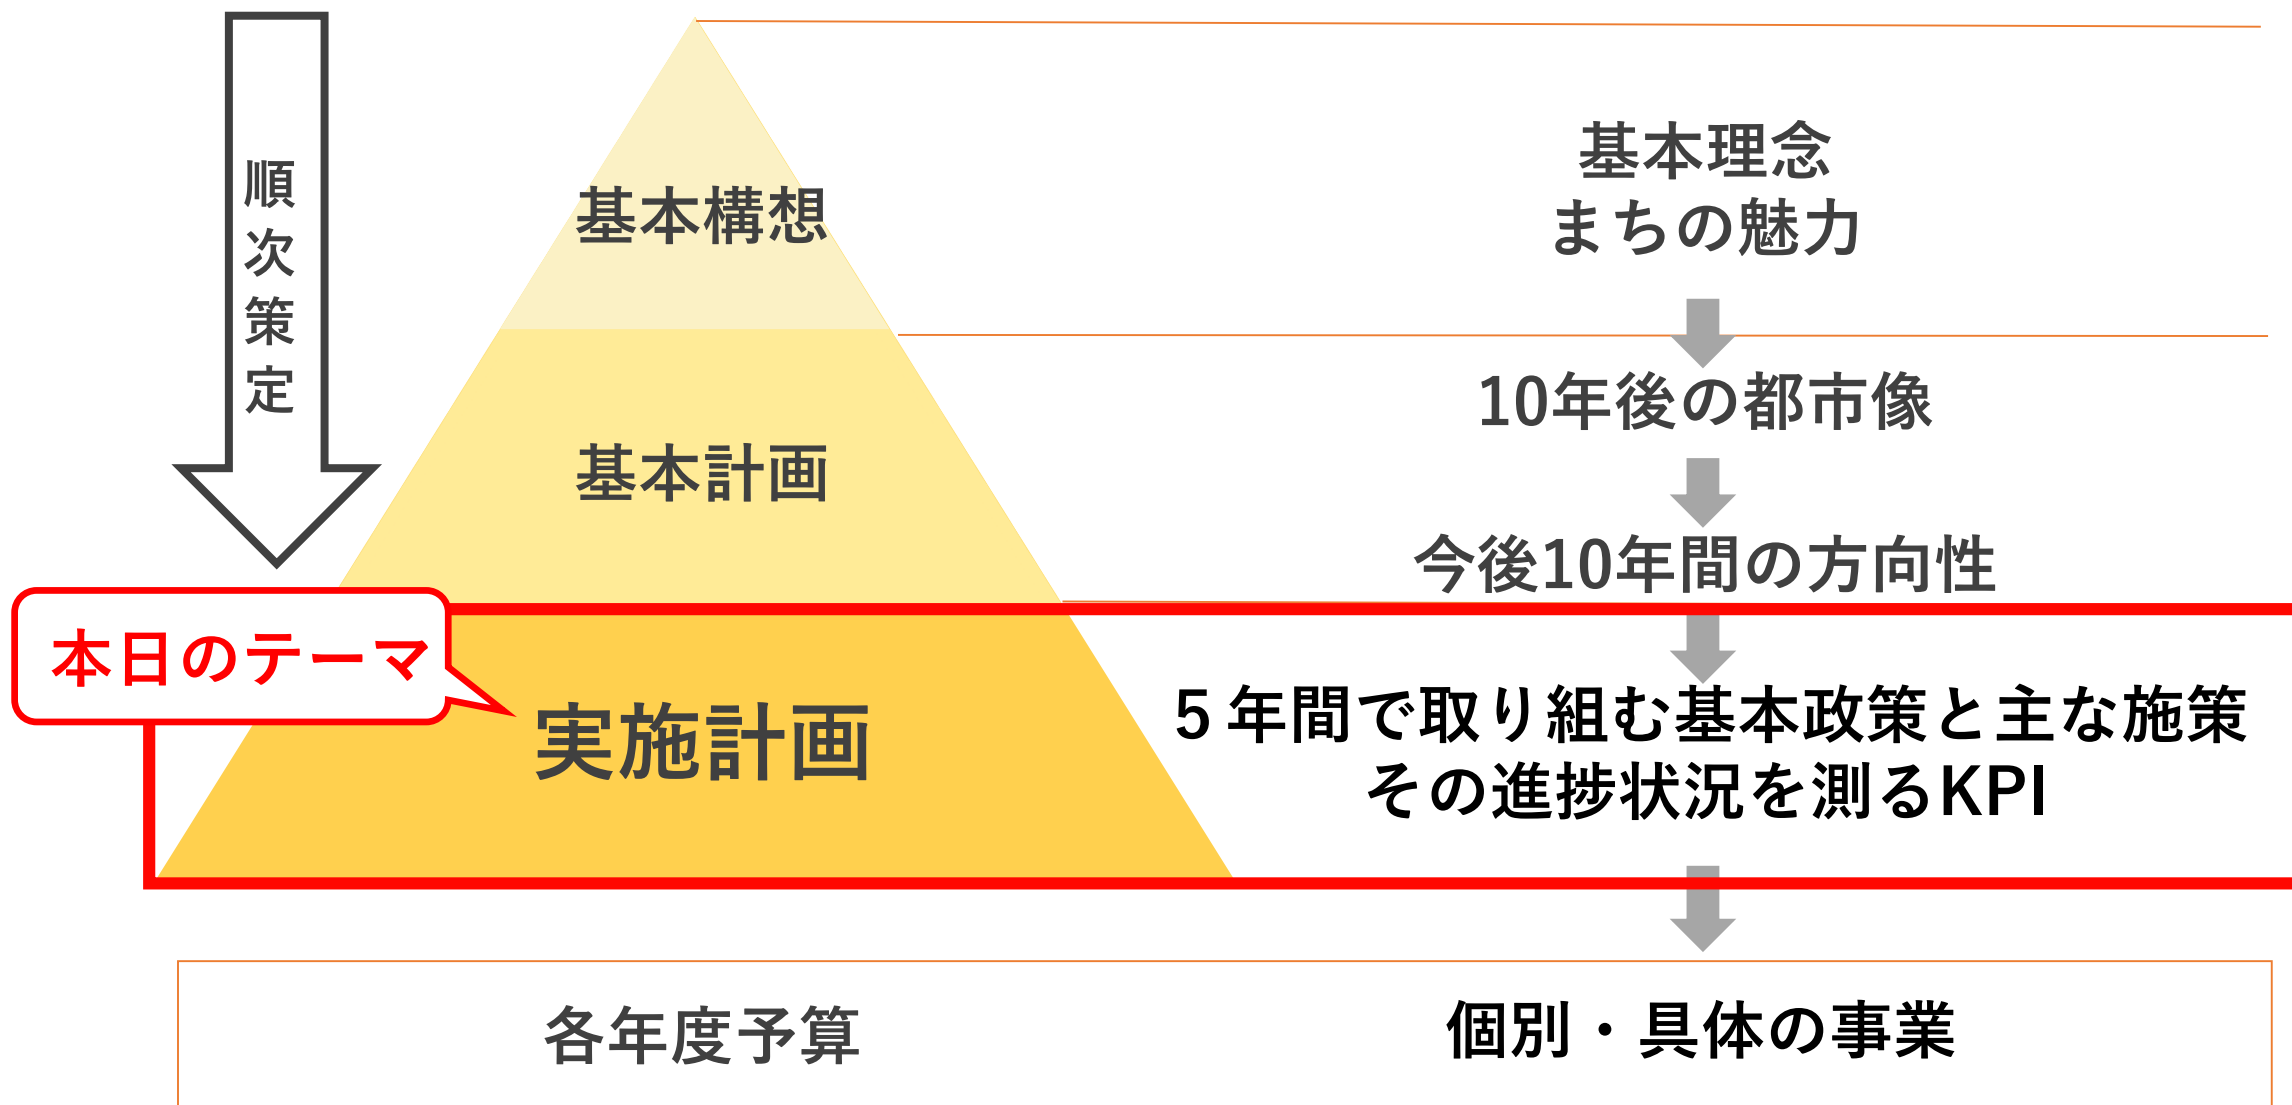 順次策定
基本構想
基本理念
まちの魅力
基本計画
10年後の都市像
今後10年間の方向性
本日のテーマ
実施計画
５年間で取り組む基本政策と主な施策
その進捗状況を測るKPI
各年度予算
個別・具体の事業